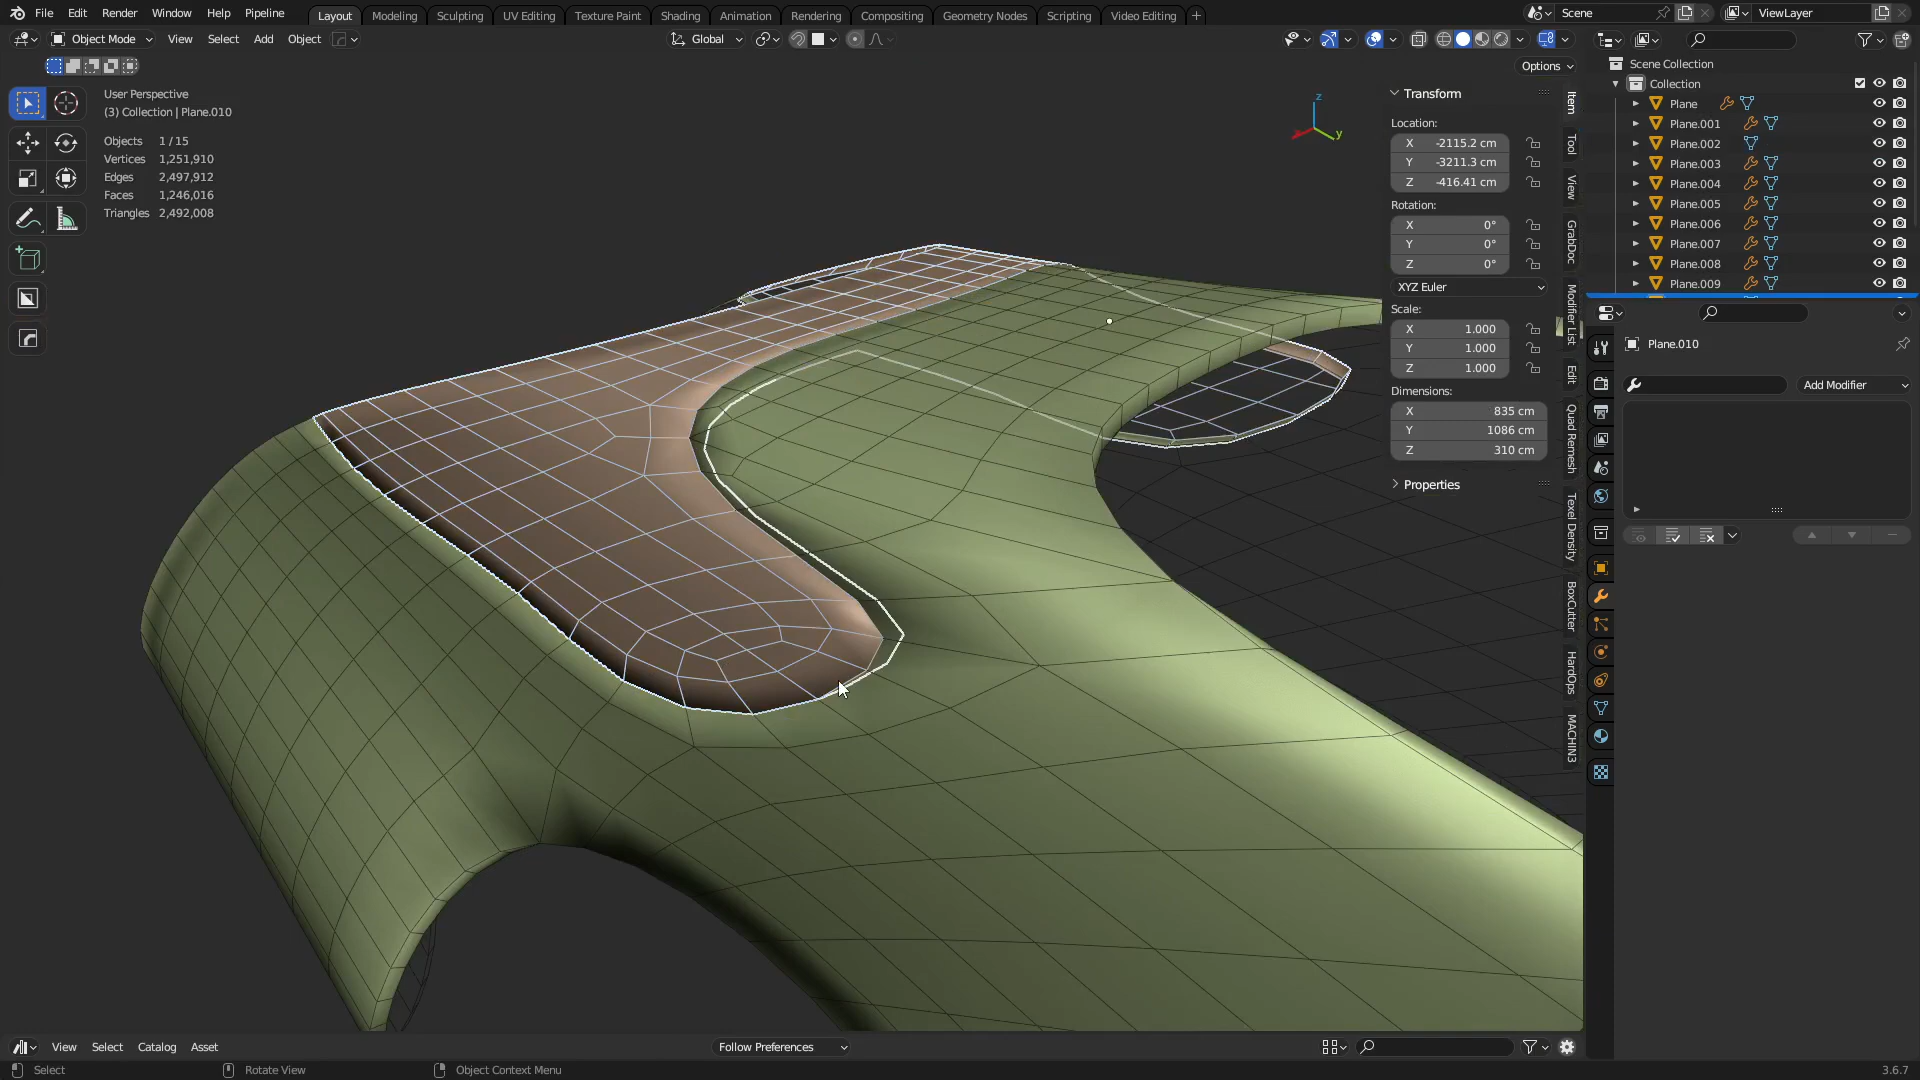 File Edit Render Window Help Pipeline Layout Modeling Sculpting UV Editing Texture Paint Shading Animation Rendering Compositing Geometry Nodes Scripting Video Editing + Scene ViewLayer
Object Mode View Select Add Object Global
Options
User Perspective
(3) Collection | Plane.010
Objects 1 / 15
Vertices 1,251,910
Edges 2,497,912
Faces 1,246,016
Triangles 2,492,008
z
y
Transform
Location:
X -2115.2 cm
Y -3211.3 cm
Z -416.41 cm
Rotation:
X 0°
Y 0°
Z 0°
XYZ Euler
Scale:
X 1.000
Y 1.000
Z 1.000
Dimensions:
X 835 cm
Y 1086 cm
Z 310 cm
Properties
Item
Tool
View
GrabDoc
Modifier List
Edit
Quad Remesh
Texel Density
BoxCutter
HardOps
MACHIN3
Scene Collection
Collection
Plane
Plane.001
Plane.002
Plane.003
Plane.004
Plane.005
Plane.006
Plane.007
Plane.008
Plane.009
Plane.010
Add Modifier
View Select Catalog Asset Follow Preferences
Select Rotate View Object Context Menu 3.6.7